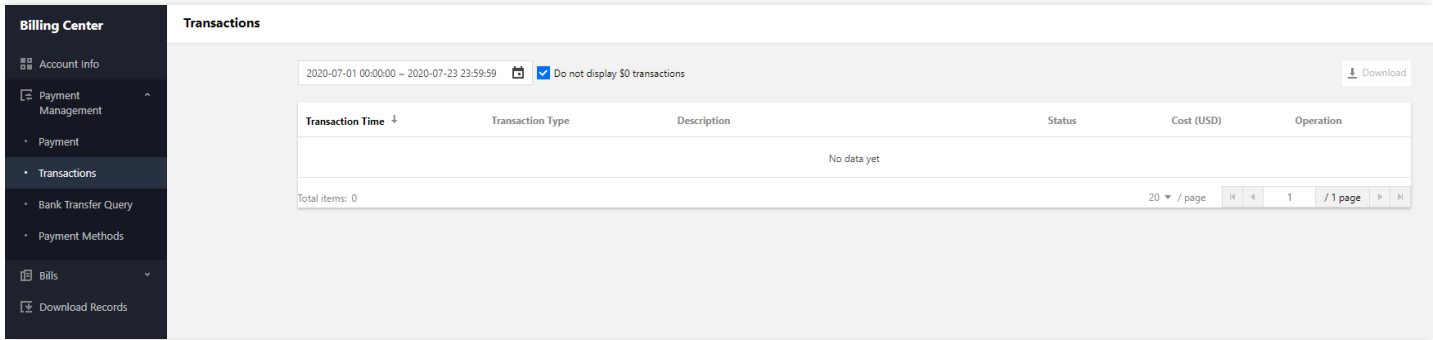 Billing Center
Transactions
Account Info
Payment
Management
Payment
Transactions
Bank Transfer Query
Payment Methods
Bills
Download Records
2020-07-01 00:00:00 ~ 2020-07-23 23:59:59
Do not display $0 transactions
Download
Transaction Time Transaction Type Description Status Cost (USD) Operation
No data yet
Total items: 0 20 / page 1 / 1 page